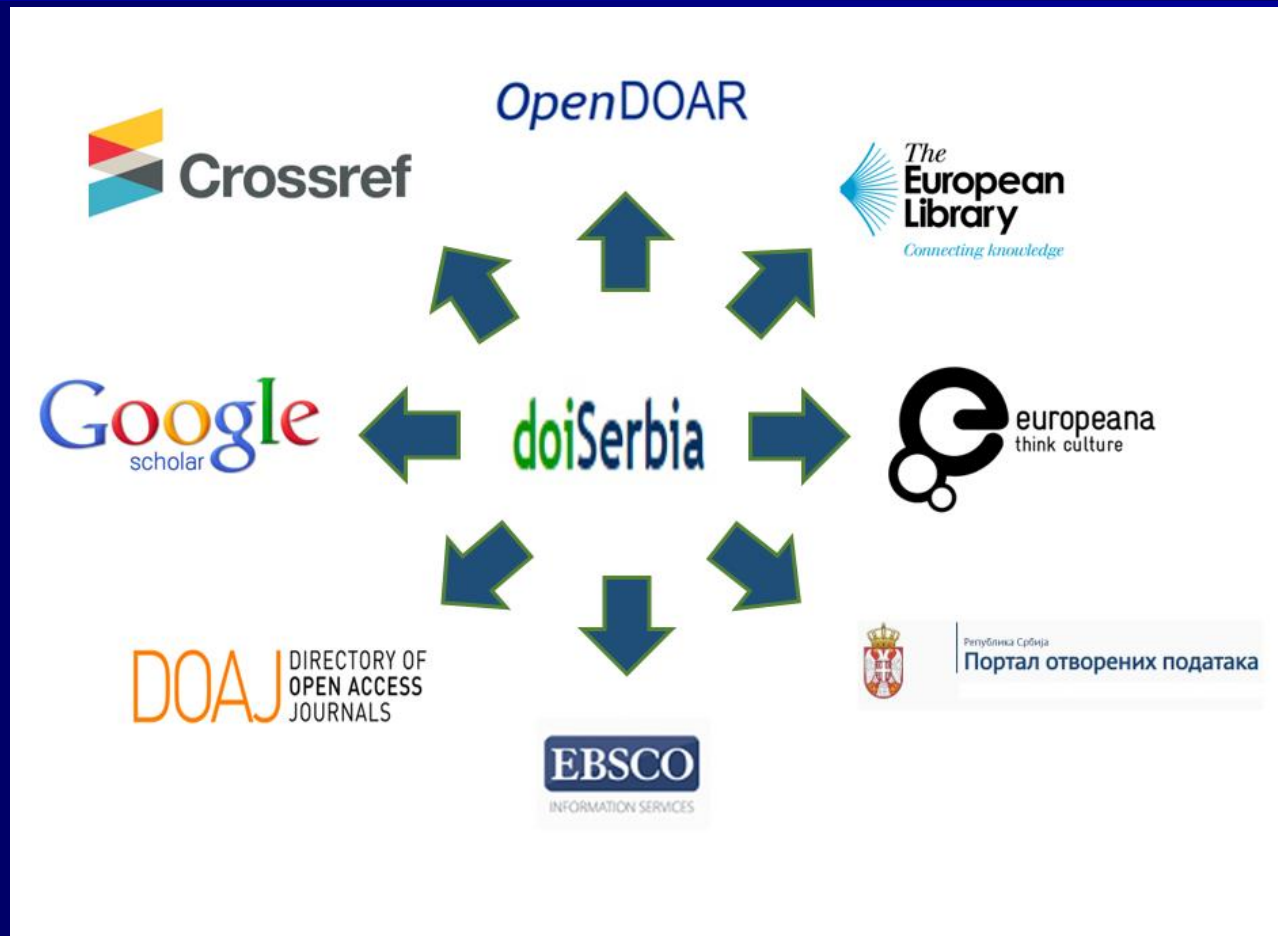 OpenDOAR
Crossref
The
European
Library
Connecting knowledge
Google
scholar
doiSerbia
europeana
think culture
DOAJ
DIRECTORY OF
OPEN ACCESS
JOURNALS
Република Србија
Портал отворених података
EBSCO
INFORMATION SERVICES